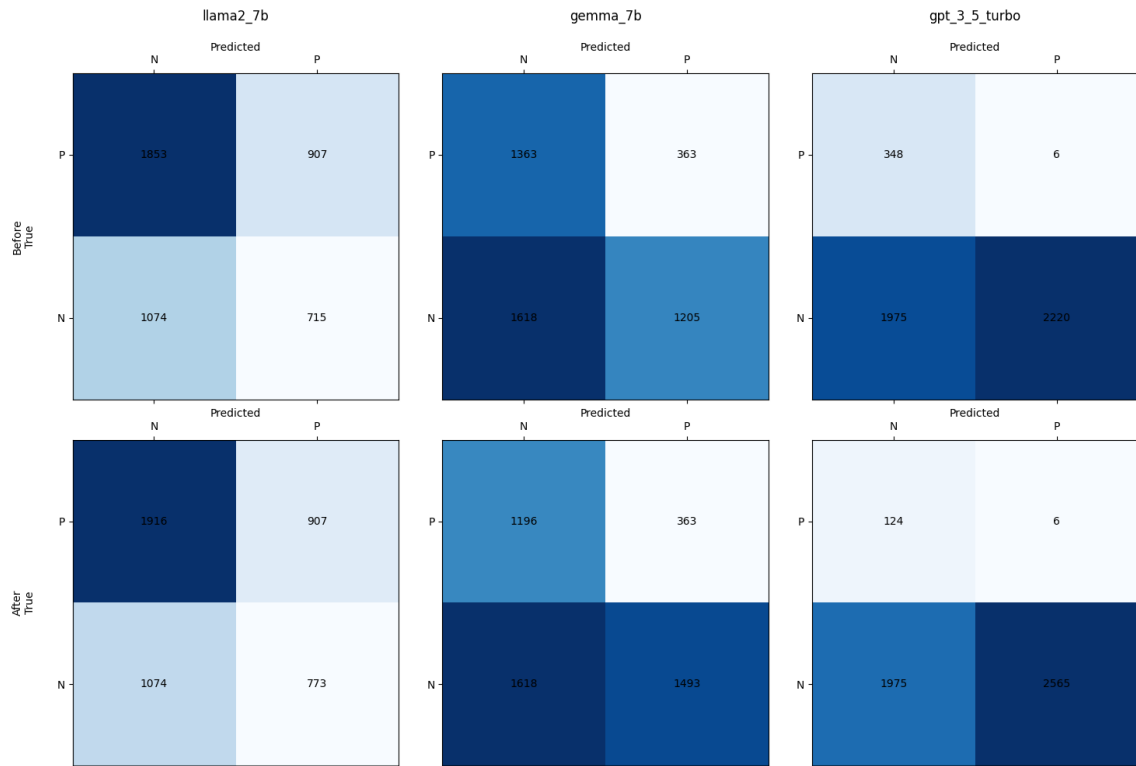 llama2_7b gemma_7b gpt_3_5_turbo
Predicted Predicted Predicted
N P N P N P
P 1853 907 P 1363 363 P 348 6
Before
True
N 1074 715 N 1618 1205 N 1975 2220
Predicted Predicted Predicted
N P N P N P
P 1916 907 P 1196 363 P 124 6
After
True
N 1074 773 N 1618 1493 N 1975 2565